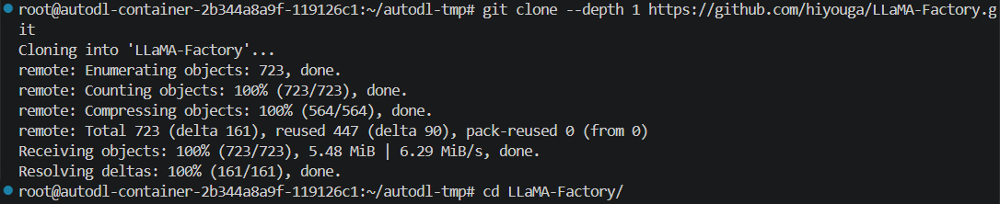 root@autodl-container-2b344a8a9f-119126c1:~/autodl-tmp# git clone --depth 1 https://github.com/hiyouga/LLaMA-Factory.g
it
Cloning into 'LLaMA-Factory'...
remote: Enumerating objects: 723, done.
remote: Counting objects: 100% (723/723), done.
remote: Compressing objects: 100% (564/564), done.
remote: Total 723 (delta 161), reused 447 (delta 90), pack-reused 0 (from 0)
Receiving objects: 100% (723/723), 5.48 MiB | 6.29 MiB/s, done.
Resolving deltas: 100% (161/161), done.
root@autodl-container-2b344a8a9f-119126c1:~/autodl-tmp# cd LLaMA-Factory/